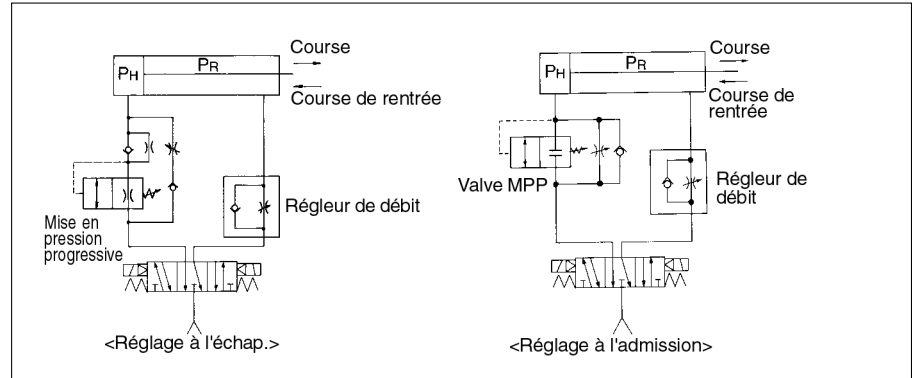 Course
PH
PR
Course de rentrée
Mise en
pression
progressive
Régleur de débit
<Réglage à l'échap.>
Course
PH
PR
Course de
rentrée
Valve MPP
Régleur de
débit
<Réglage à l'admission>